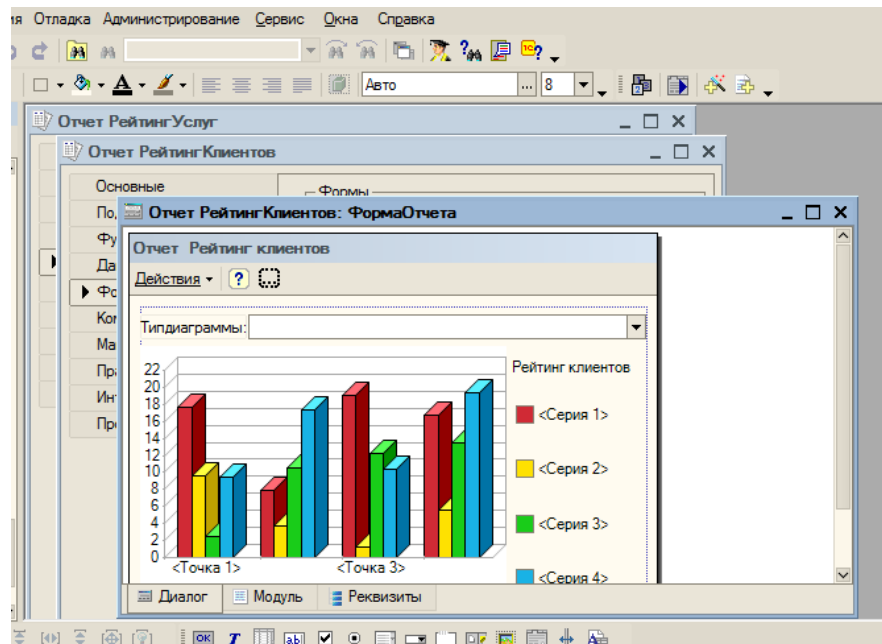 Отладка Администрирование Сервис Окна Справка
Авто ... 8
Отчет РейтингУслуг
Отчет РейтингКлиентов
Основные
Формы
Отчет РейтингКлиентов: ФормаОтчета
Отчет Рейтинг клиентов
Действия
Типдиаграммы:
Рейтинг клиентов
22
20
18
16
14
12
10
8
6
4
2
0
<Серия 1>
<Серия 2>
<Серия 3>
<Серия 4>
<Точка 1> <Точка 3>
Диалог Модуль Реквизиты